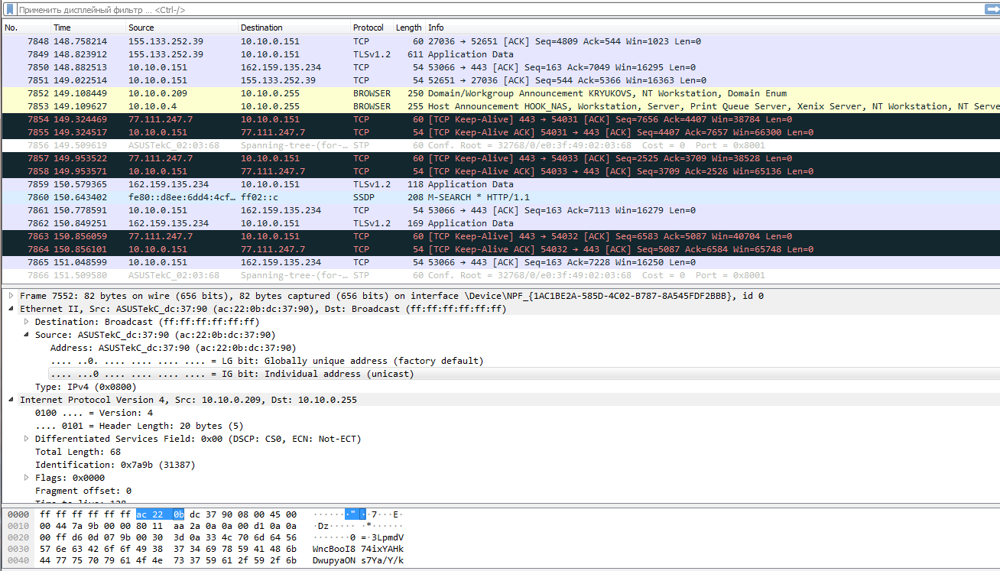 Применить дисплейный фильтр ... <Ctrl-/>
No. Time Source Destination Protocol Length Info
7848 148.758214 155.133.252.39 10.10.0.151 TCP 60 27036 → 52651 [ACK] Seq=4809 Ack=544 Win=1023 Len=0
7849 148.823912 155.133.252.39 10.10.0.151 TLSv1.2 611 Application Data
7850 148.882513 10.10.0.151 162.159.135.234 TCP 54 53066 → 443 [ACK] Seq=163 Ack=7049 Win=16295 Len=0
7851 149.022514 10.10.0.151 155.133.252.39 TCP 54 52651 → 27036 [ACK] Seq=544 Ack=5366 Win=16363 Len=0
7852 149.108449 10.10.0.209 10.10.0.255 BROWSER 250 Domain/Workgroup Announcement KRYUKOVS, NT Workstation, Domain Enum
7853 149.109627 10.10.0.4 10.10.0.255 BROWSER 255 Host Announcement HOOK_NAS, Workstation, Server, Print Queue Server, Xenix Server, NT Workstation, NT Serve
7854 149.324469 77.111.247.7 10.10.0.151 TCP 60 [TCP Keep-Alive] 443 → 54031 [ACK] Seq=7656 Ack=4407 Win=38784 Len=0
7855 149.324517 10.10.0.151 77.111.247.7 TCP 54 [TCP Keep-Alive ACK] 54031 → 443 [ACK] Seq=4407 Ack=7657 Win=66300 Len=0
7856 149.509619 ASUSTekC_02:03:68 Spanning-tree-(for-… STP 60 Conf. Root = 32768/0/e0:3f:49:02:03:68 Cost = 0 Port = 0x8001
7857 149.953522 77.111.247.7 10.10.0.151 TCP 60 [TCP Keep-Alive] 443 → 54033 [ACK] Seq=2525 Ack=3709 Win=38528 Len=0
7858 149.953571 10.10.0.151 77.111.247.7 TCP 54 [TCP Keep-Alive ACK] 54033 → 443 [ACK] Seq=3709 Ack=2526 Win=65136 Len=0
7859 150.579365 162.159.135.234 10.10.0.151 TLSv1.2 118 Application Data
7860 150.643402 fe80::d8ee:6dd4:4cf… ff02::c SSDP 208 M-SEARCH * HTTP/1.1
7861 150.778591 10.10.0.151 162.159.135.234 TCP 54 53066 → 443 [ACK] Seq=163 Ack=7113 Win=16279 Len=0
7862 150.849251 162.159.135.234 10.10.0.151 TLSv1.2 169 Application Data
7863 150.856059 77.111.247.7 10.10.0.151 TCP 60 [TCP Keep-Alive] 443 → 54032 [ACK] Seq=6583 Ack=5087 Win=40704 Len=0
7864 150.856101 10.10.0.151 77.111.247.7 TCP 54 [TCP Keep-Alive ACK] 54032 → 443 [ACK] Seq=5087 Ack=6584 Win=65748 Len=0
7865 151.048599 10.10.0.151 162.159.135.234 TCP 54 53066 → 443 [ACK] Seq=163 Ack=7228 Win=16250 Len=0
7866 151.509580 ASUSTekC_02:03:68 Spanning-tree-(for-… STP 60 Conf. Root = 32768/0/e0:3f:49:02:03:68 Cost = 0 Port = 0x8001
Frame 7552: 82 bytes on wire (656 bits), 82 bytes captured (656 bits) on interface \Device\NPF_{1AC1BE2A-585D-4C02-B787-8A545FDF2BBB}, id 0
Ethernet II, Src: ASUSTekC_dc:37:90 (ac:22:0b:dc:37:90), Dst: Broadcast (ff:ff:ff:ff:ff:ff)
Destination: Broadcast (ff:ff:ff:ff:ff:ff)
Source: ASUSTekC_dc:37:90 (ac:22:0b:dc:37:90)
Address: ASUSTekC_dc:37:90 (ac:22:0b:dc:37:90)
.... ..0. .... .... .... .... = LG bit: Globally unique address (factory default)
.... ...0 .... .... .... .... = IG bit: Individual address (unicast)
Type: IPv4 (0x0800)
Internet Protocol Version 4, Src: 10.10.0.209, Dst: 10.10.0.255
0100 .... = Version: 4
.... 0101 = Header Length: 20 bytes (5)
Differentiated Services Field: 0x00 (DSCP: CS0, ECN: Not-ECT)
Total Length: 68
Identification: 0x7a9b (31387)
Flags: 0x0000
Fragment offset: 0
Time to live: 128
0000 ff ff ff ff ff ff ac 22 0b dc 37 90 08 00 45 00 ·······" ··7···E·
0010 00 44 7a 9b 00 00 80 11 aa 2a 0a 0a 00 d1 0a 0a ·Dz····· ·*······
0020 00 ff d6 0d 07 9b 00 30 3d 0a 33 4c 70 6d 64 56 ·······0 =·3LpmdV
0030 57 6e 63 42 6f 6f 49 38 37 34 69 78 59 41 48 6b WncBooI8 74ixYAHk
0040 44 77 75 70 79 61 4f 4e 73 37 59 61 2f 59 2f 6b DwupyaON s7Ya/Y/k